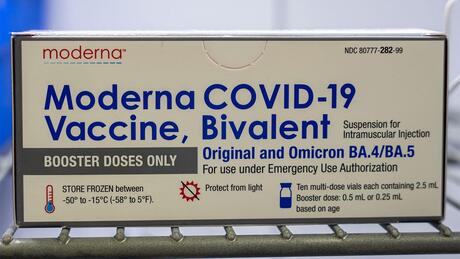 moderna™
NDC 80777-282-99
Moderna COVID-19
Vaccine, Bivalent
Suspension for
Intramuscular Injection
BOOSTER DOSES ONLY
Original and Omicron BA.4/BA.5
For use under Emergency Use Authorization
STORE FROZEN between
-50° to -15°C (-58° to 5°F).
Protect from light
Ten multi-dose vials each containing 2.5 mL
Booster dose: 0.5 mL or 0.25 mL
based on age